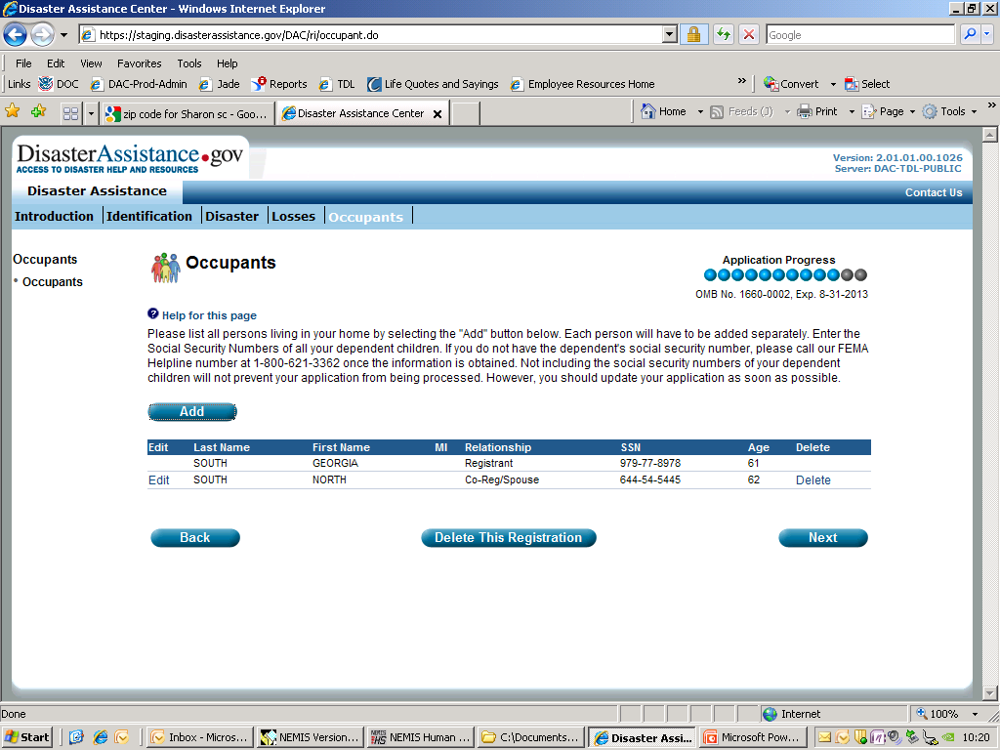 Disaster Assistance Center - Windows Internet Explorer
https://staging.disasterassistance.gov/DAC/ri/occupant.do
Google
File Edit View Favorites Tools Help
Links DOC DAC-Prod-Admin Jade Reports TDL Life Quotes and Sayings Employee Resources Home » Convert Select
zip code for Sharon sc - Goo... Disaster Assistance Center Home Feeds (J) Print Page Tools »
DisasterAssistance.gov
ACCESS TO DISASTER HELP AND RESOURCES
Version: 2.01.01.00.1026
Server: DAC-TDL-PUBLIC
Disaster Assistance
Contact Us
Introduction Identification Disaster Losses Occupants
Occupants
• Occupants
Occupants
Application Progress
OMB No. 1660-0002, Exp. 8-31-2013
? Help for this page
Please list all persons living in your home by selecting the "Add" button below. Each person will have to be added separately. Enter the
Social Security Numbers of all your dependent children. If you do not have the dependent's social security number, please call our FEMA
Helpline number at 1-800-621-3362 once the information is obtained. Not including the social security numbers of your dependent
children will not prevent your application from being processed. However, you should update your application as soon as possible.
Add
Edit Last Name First Name MI Relationship SSN Age Delete
SOUTH GEORGIA Registrant 979-77-8978 61
Edit SOUTH NORTH Co-Reg/Spouse 644-54-5445 62 Delete
Back Delete This Registration Next
Done Internet 100%
Start Inbox - Micros... NEMIS Version... NEMIS Human ... C:\Documents... Disaster Assi... Microsoft Pow... 10:20